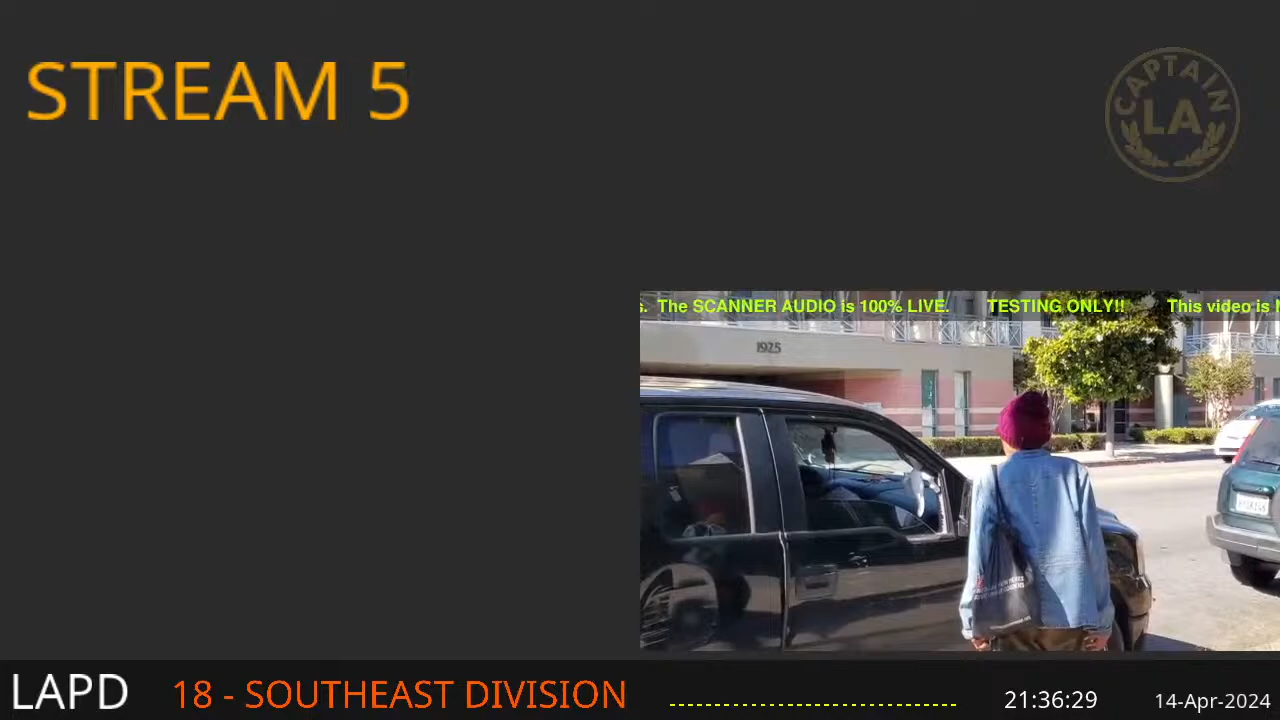 STREAM 5
CAPTAIN
LA
s. The SCANNER AUDIO is 100% LIVE. TESTING ONLY!! This video is
1925
LAPD 18 - SOUTHEAST DIVISION 21:36:29 14-Apr-2024